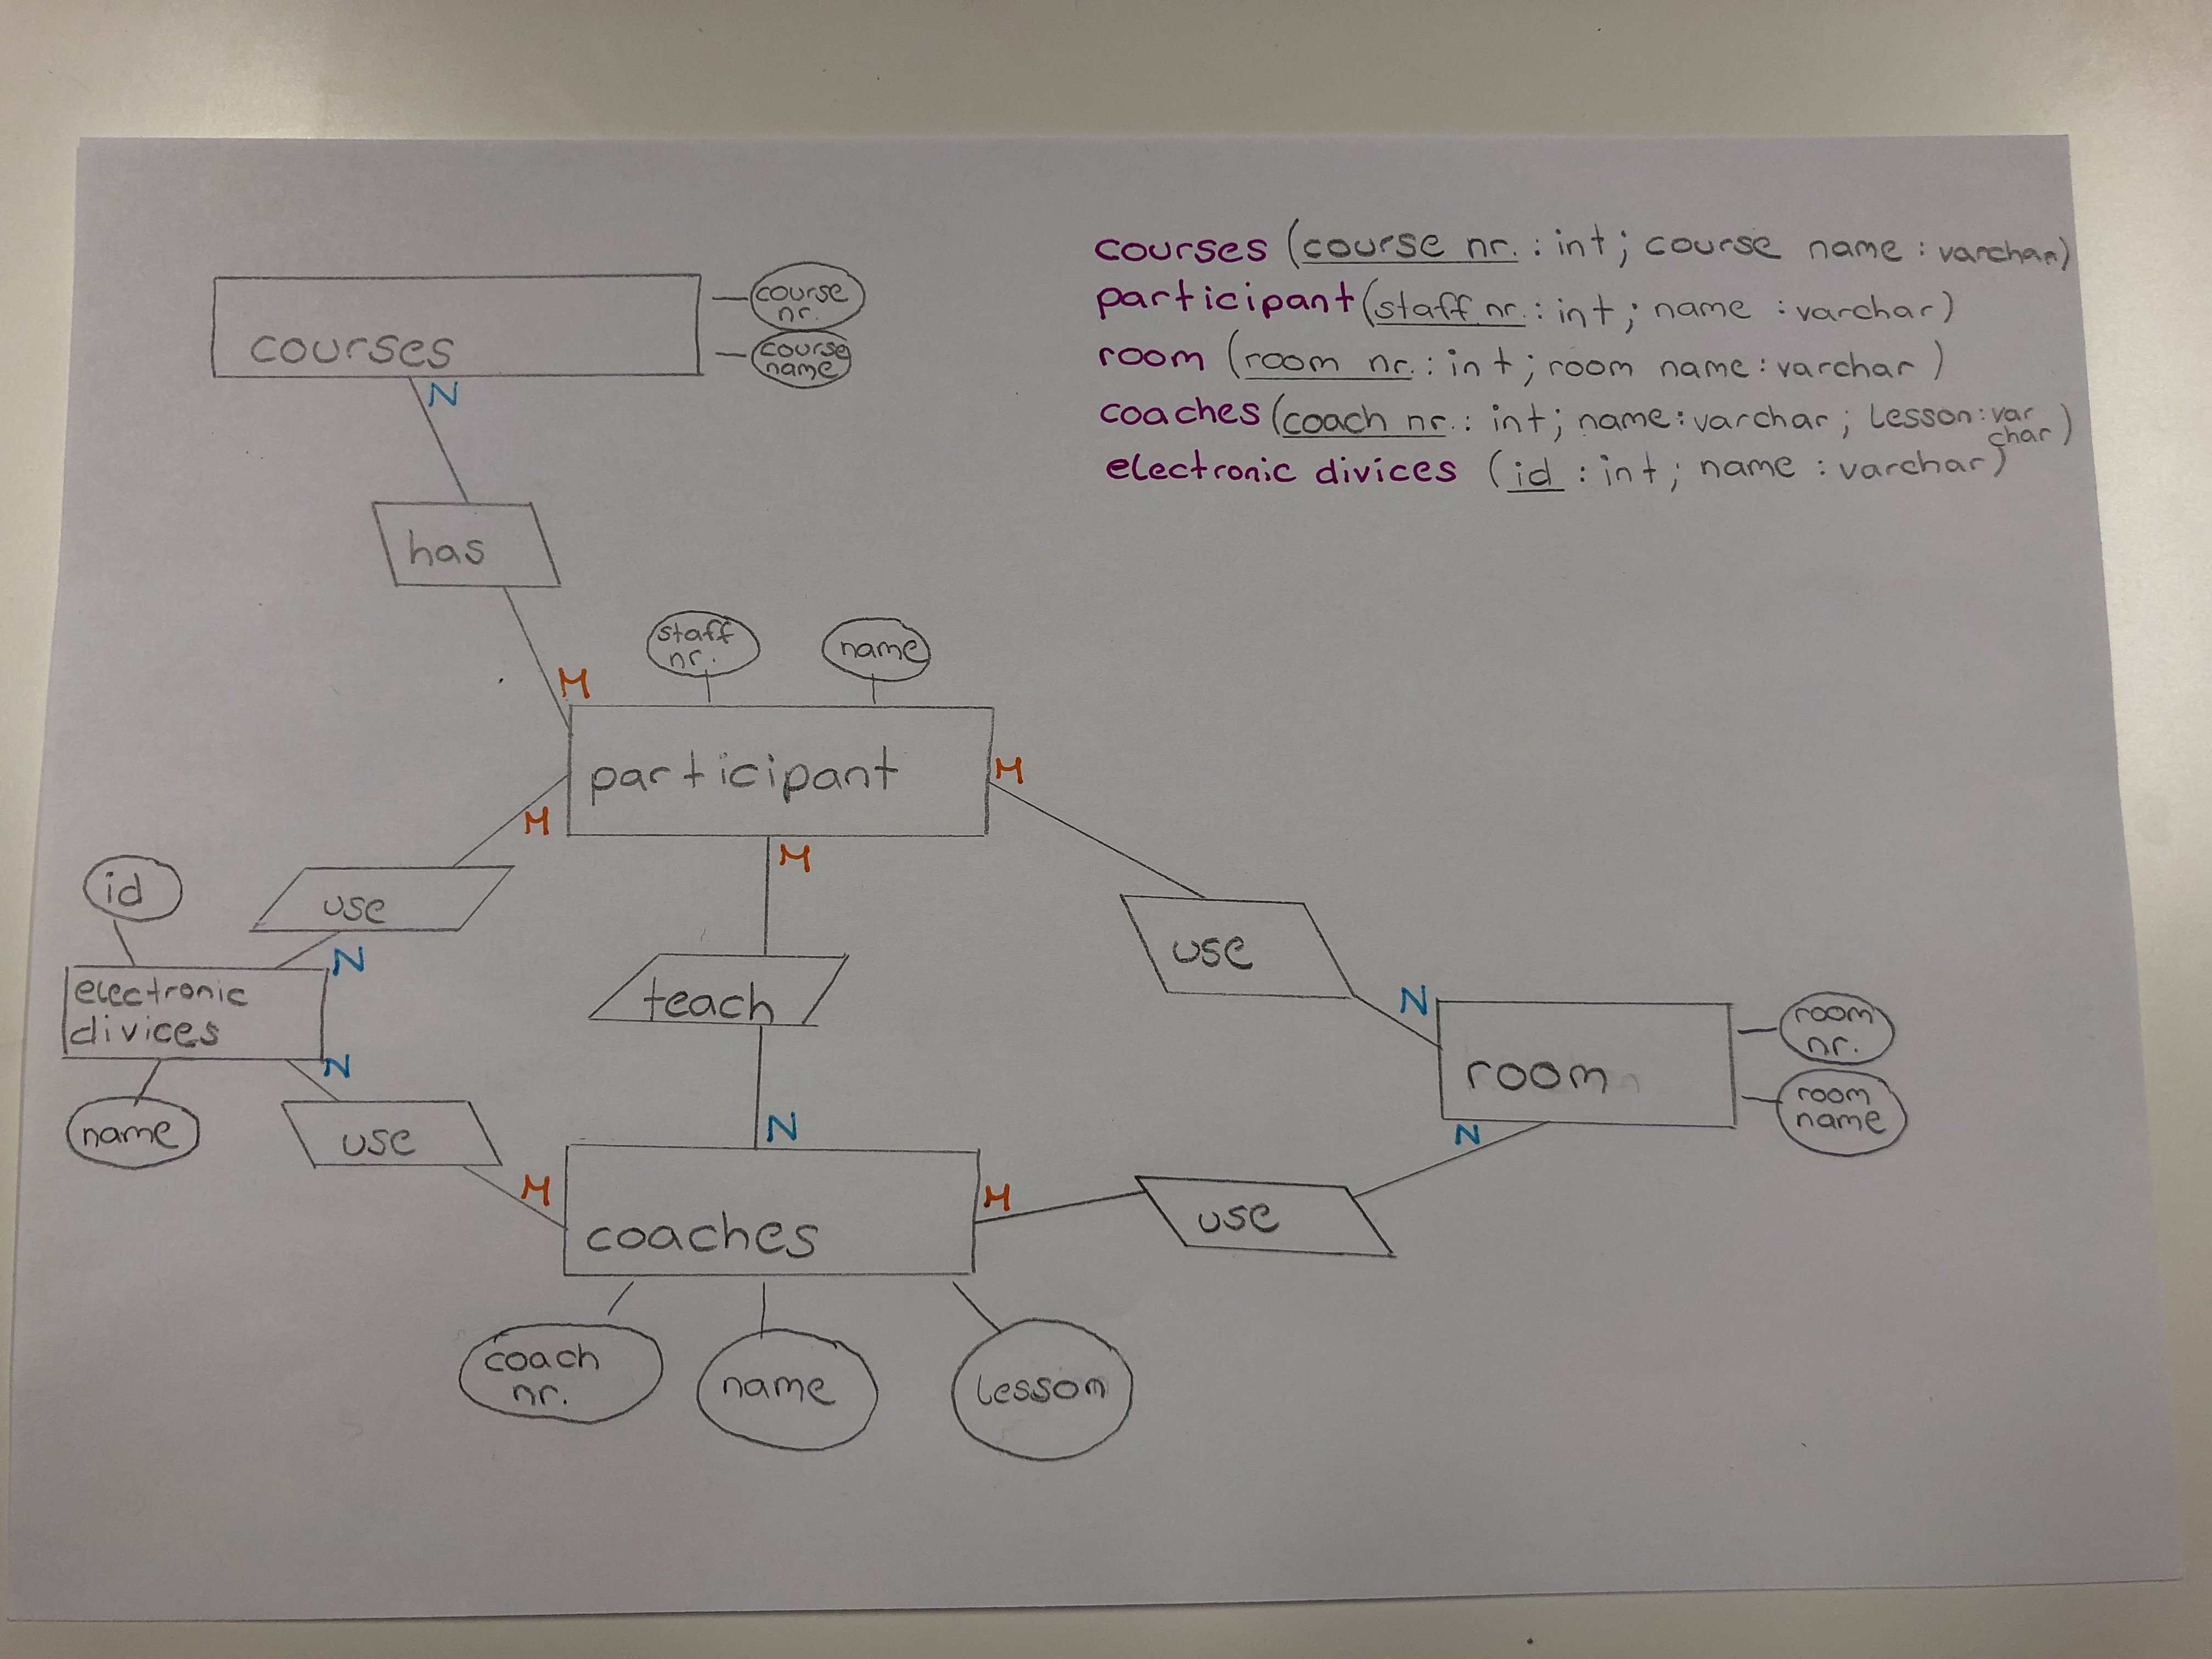 courses
course
nr.
course
name
courses (course nr. : int ; course name : varchar)
participant (staff nr. : int ; name : varchar)
room (room nr. : int ; room name : varchar)
coaches (coach nr. : int ; name : varchar ; lesson : var
char)
electronic divices (id : int ; name : varchar)
N
has
M
staff
nr.
name
participant
M
M
id
use
N
electronic
divices
name
N
use
M
M
teach
N
use
N
room
room
nr.
room
name
coaches
M
use
N
coach
nr.
name
lesson